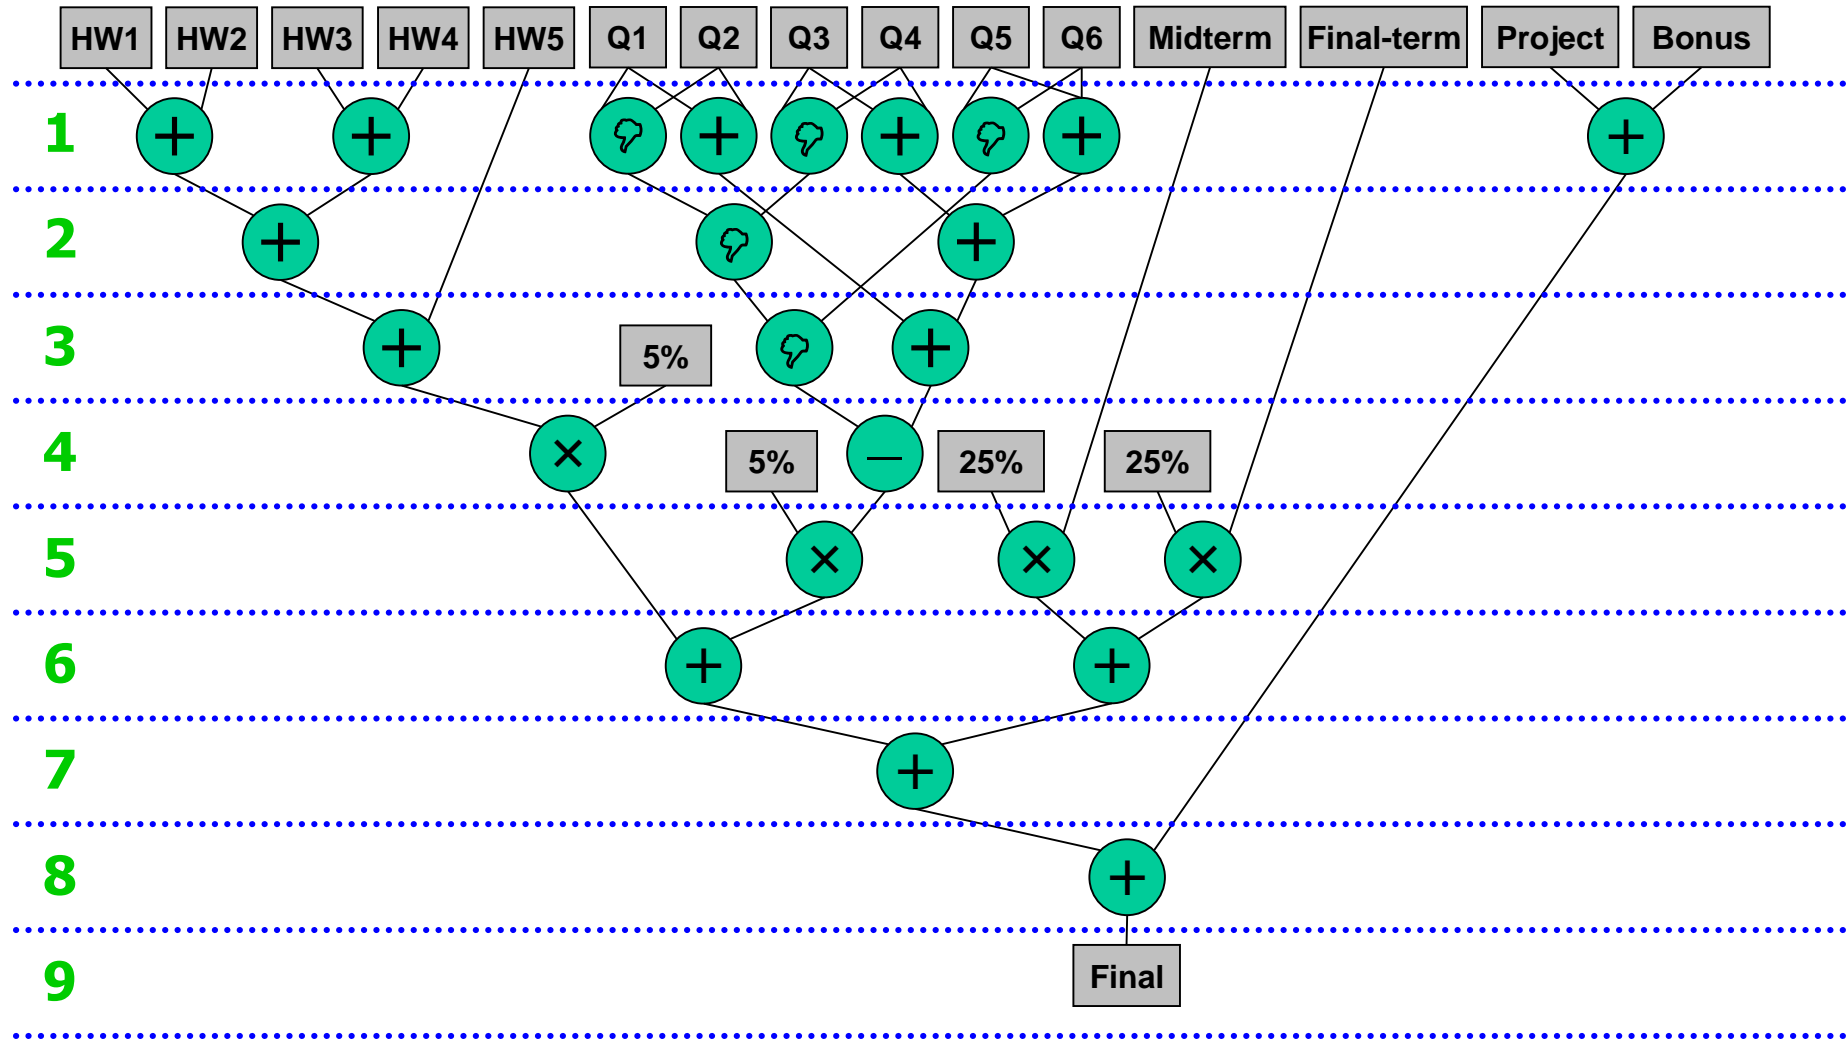 HW1 HW2 HW3 HW4 HW5 Q1 Q2 Q3 Q4 Q5 Q6 Midterm Final-term Project Bonus
1 + + + + + +
2 + +
3 + 5% +
4 × 5% — 25% 25%
5 × × ×
6 + +
7 +
8 +
9 Final